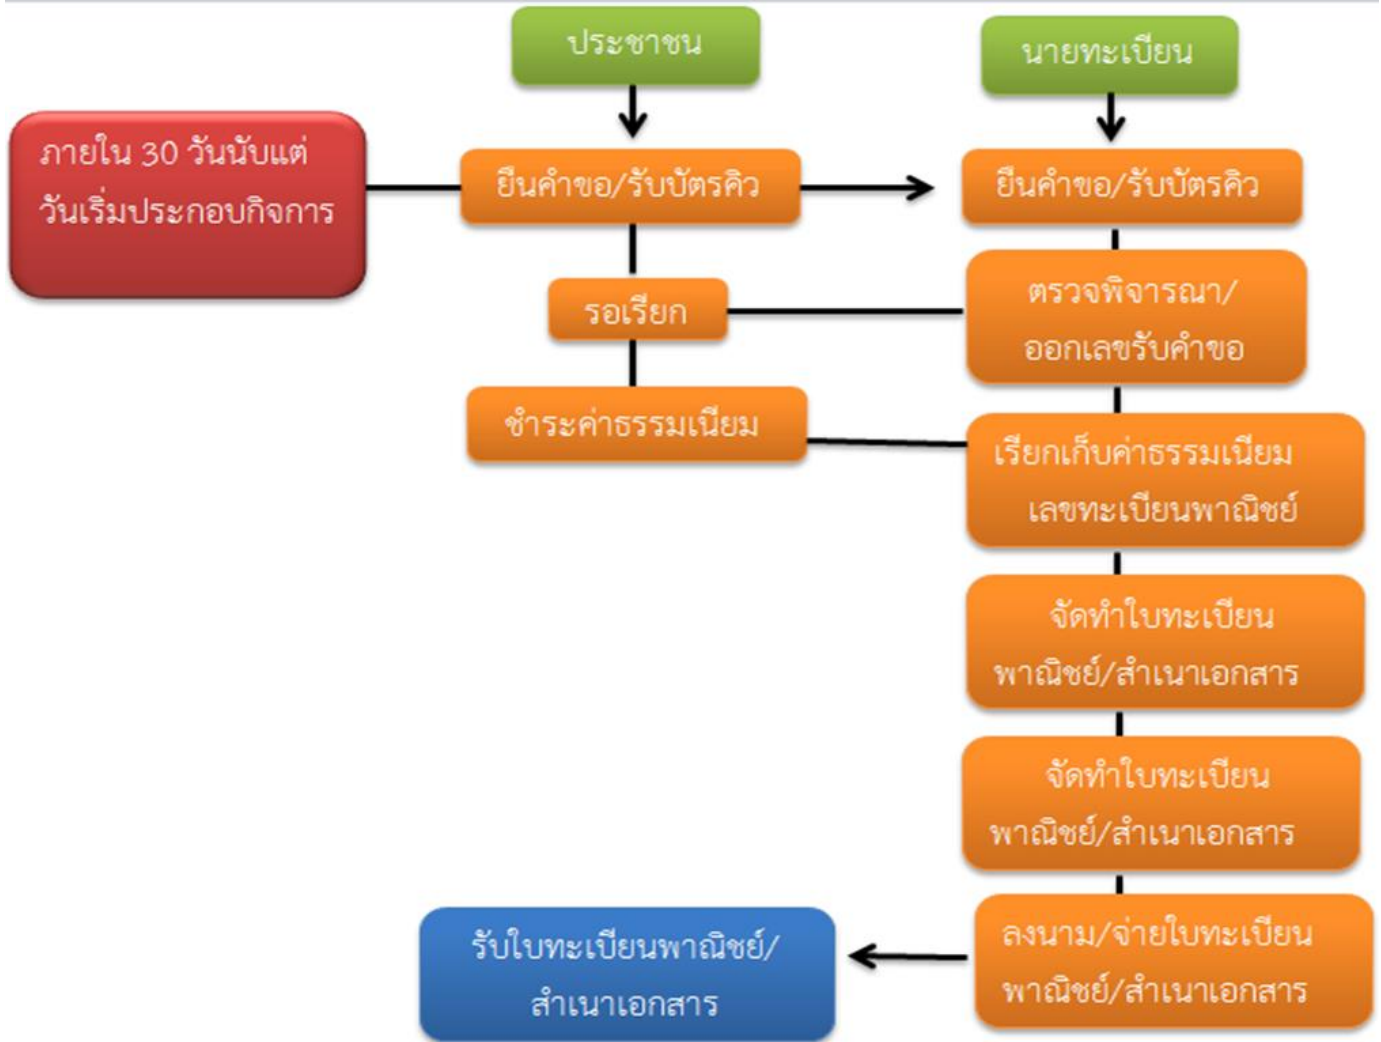 ประชาชน
นายทะเบียน
ภายใน 30 วันนับแต่
วันเริ่มประกอบกิจการ
ยืนคำขอ/รับบัตรคิว
ยืนคำขอ/รับบัตรคิว
รอเรียก
ตรวจพิจารณา/
ออกเลขรับคำขอ
ชำระค่าธรรมเนียม
เรียกเก็บค่าธรรมเนียม
เลขทะเบียนพาณิชย์
จัดทำใบทะเบียน
พาณิชย์/สำเนาเอกสาร
จัดทำใบทะเบียน
พาณิชย์/สำเนาเอกสาร
ลงนาม/จ่ายใบทะเบียน
พาณิชย์/สำเนาเอกสาร
รับใบทะเบียนพาณิชย์/
สำเนาเอกสาร